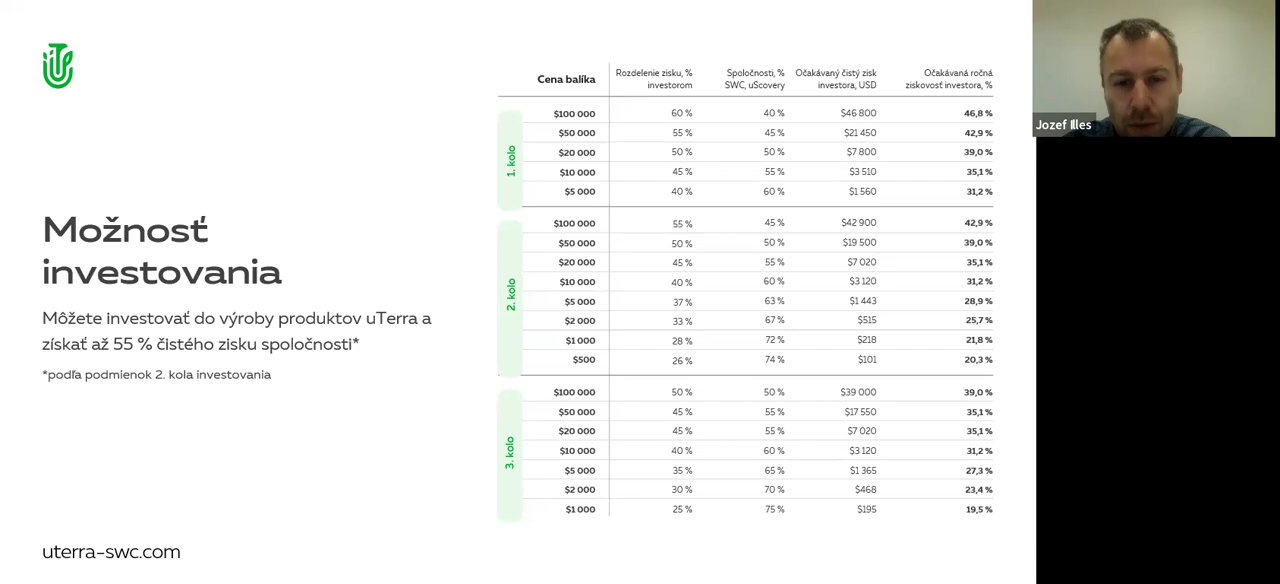 Možnosť
investovania
Môžete investovať do výroby produktov uTerra a
získať až 55 % čistého zisku spoločnosti*
*podľa podmienok 2. kola investovania
uterra-swc.com
Cena balíka
Rozdelenie zisku, %
investorom
Spoločnosti, %
SWC, uScovery
Očakávaný čistý zisk
investora, USD
Očakávaná ročná
ziskovosť investora, %
1. kolo
$100 000 60 % 40 % $46 800 46,8 %
$50 000 55 % 45 % $21 450 42,9 %
$20 000 50 % 50 % $7 800 39,0 %
$10 000 45 % 55 % $3 510 35,1 %
$5 000 40 % 60 % $1 560 31,2 %
2. kolo
$100 000 55 % 45 % $42 900 42,9 %
$50 000 50 % 50 % $19 500 39,0 %
$20 000 45 % 55 % $7 020 35,1 %
$10 000 40 % 60 % $3 120 31,2 %
$5 000 37 % 63 % $1 443 28,9 %
$2 000 33 % 67 % $515 25,7 %
$1 000 28 % 72 % $218 21,8 %
$500 26 % 74 % $101 20,3 %
3. kolo
$100 000 50 % 50 % $39 000 39,0 %
$50 000 45 % 55 % $17 550 35,1 %
$20 000 45 % 55 % $7 020 35,1 %
$10 000 40 % 60 % $3 120 31,2 %
$5 000 35 % 65 % $1 365 27,3 %
$2 000 30 % 70 % $468 23,4 %
$1 000 25 % 75 % $195 19,5 %
Jozef Illes